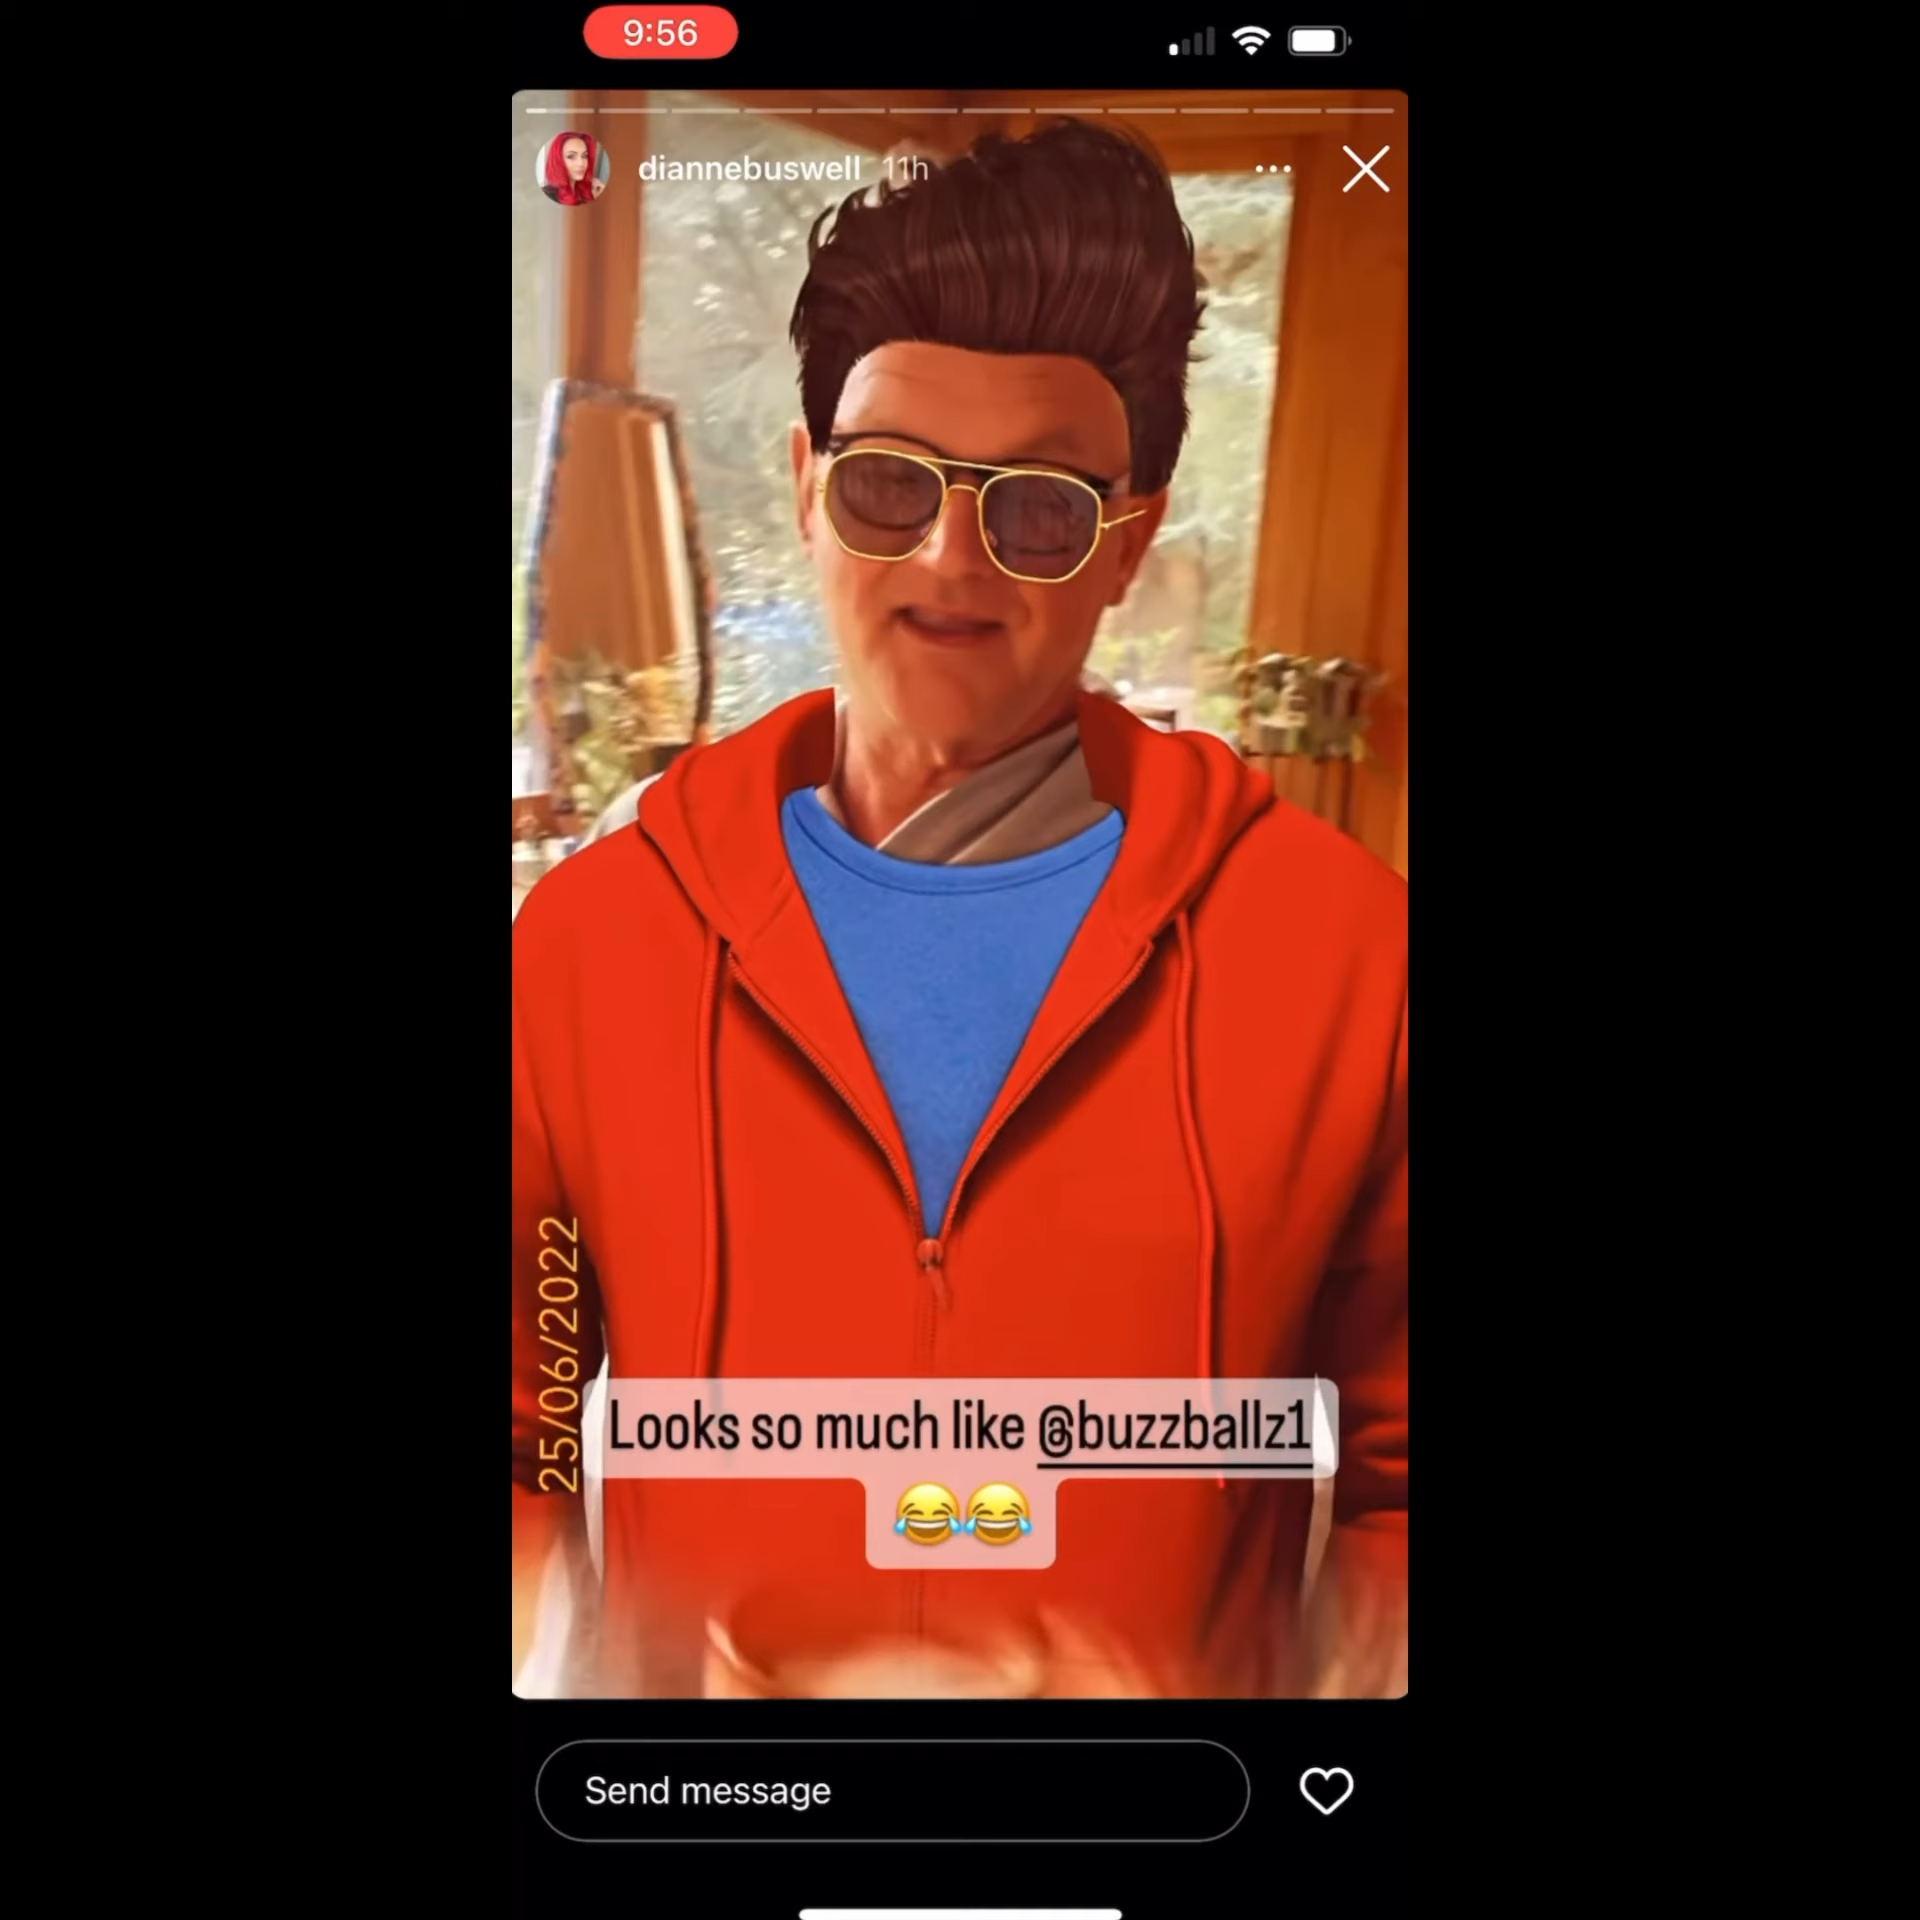 9:56
diannebuswell 11h
25/06/2022
Looks so much like @buzzballz1
😂😂
Send message